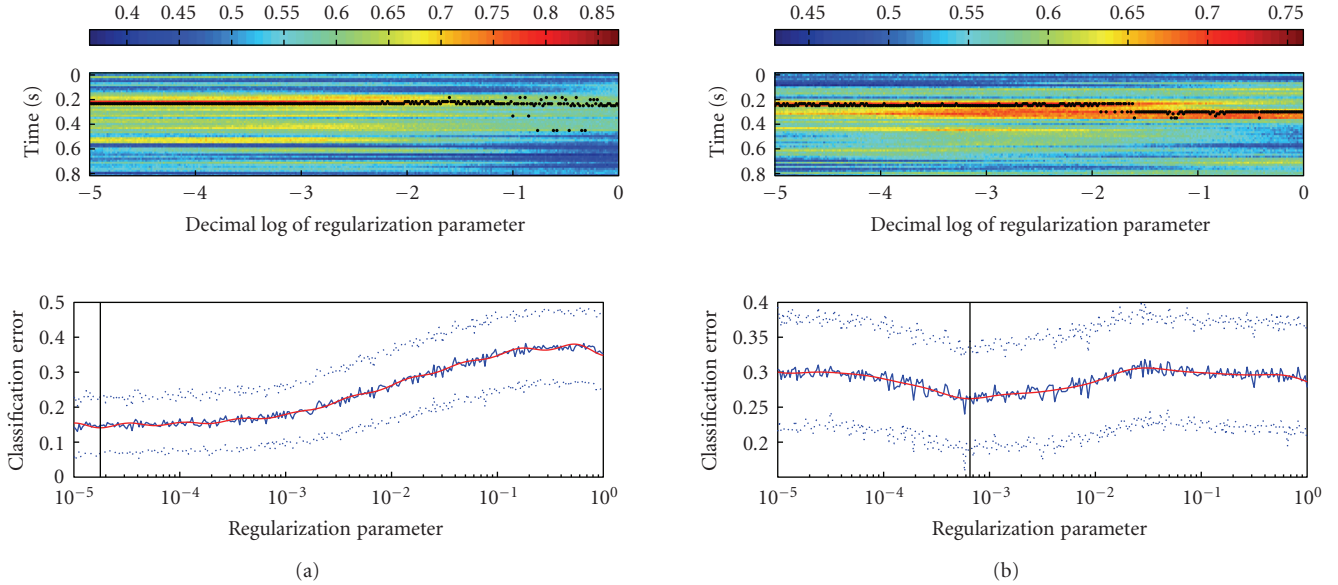 0.4 0.45 0.5 0.55 0.6 0.65 0.7 0.75 0.8 0.85
0
0.2
0.4
0.6
0.8
Time (s)
−5 −4 −3 −2 −1 0
Decimal log of regularization parameter
0.5
0.4
0.3
0.2
0.1
0
Classification error
10−5 10−4 10−3 10−2 10−1 100
Regularization parameter
(a)
0.45 0.5 0.55 0.6 0.65 0.7 0.75
0
0.2
0.4
0.6
0.8
Time (s)
−5 −4 −3 −2 −1 0
Decimal log of regularization parameter
0.4
0.35
0.3
0.25
0.2
Classification error
10−5 10−4 10−3 10−2 10−1 100
Regularization parameter
(b)